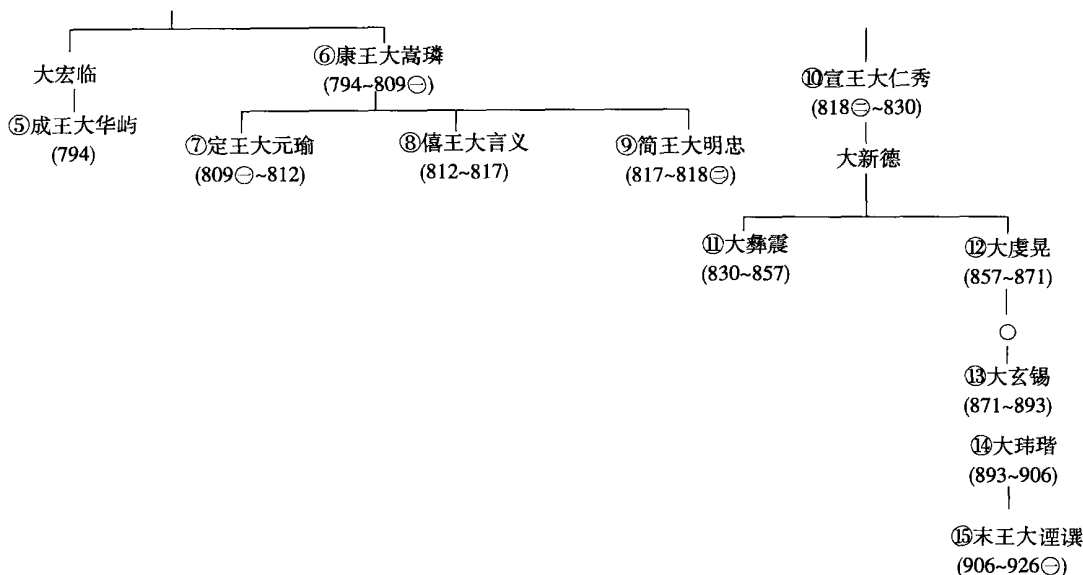 大宏临
⑤成王大华屿
(794)
⑥康王大嵩璘
(794~809㊀)
⑦定王大元瑜
(809㊀~812)
⑧僖王大言义
(812~817)
⑨简王大明忠
(817~818㊁)
⑩宣王大仁秀
(818㊁~830)
大新德
⑪大彝震
(830~857)
⑫大虔晃
(857~871)
○
⑬大玄锡
(871~893)
⑭大玮瑎
(893~906)
⑮末王大諲譔
(906~926㊀)